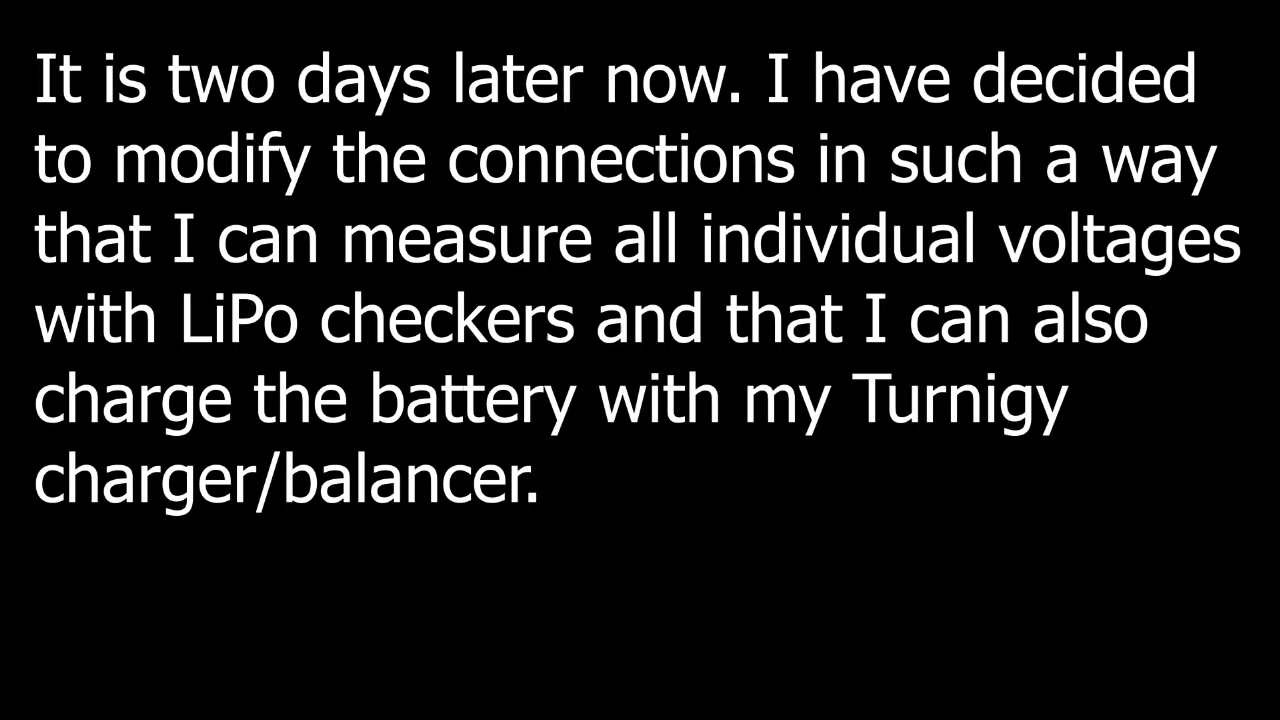 It is two days later now. I have decided
to modify the connections in such a way
that I can measure all individual voltages
with LiPo checkers and that I can also
charge the battery with my Turnigy
charger/balancer.